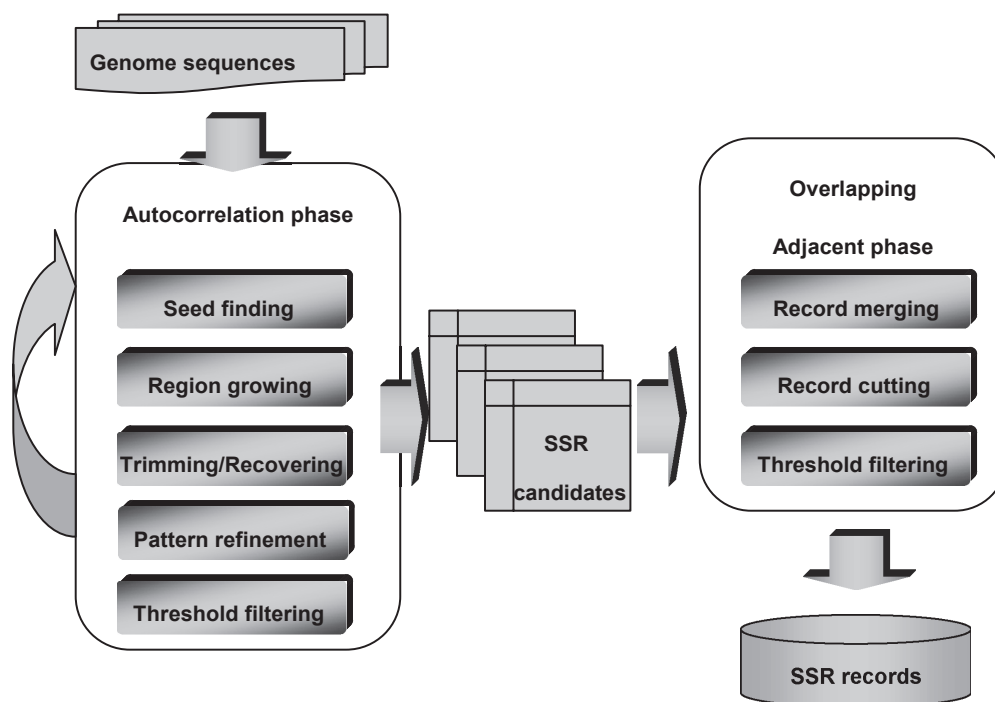 Genome sequences
Autocorrelation phase
Seed finding
Region growing
Trimming/Recovering
Pattern refinement
Threshold filtering
SSR
candidates
Overlapping
Adjacent phase
Record merging
Record cutting
Threshold filtering
SSR records